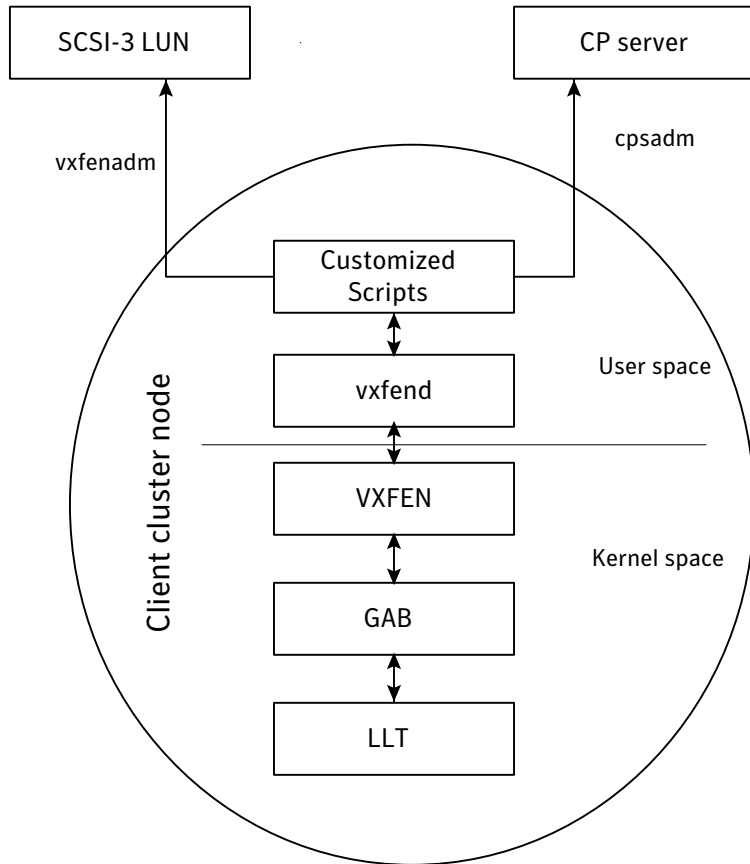 SCSI-3 LUN
CP server
vxfenadm
cpsadm
Customized
Scripts
vxfend
User space
Client cluster node
VXFEN
Kernel space
GAB
LLT